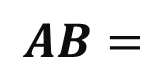 AB =